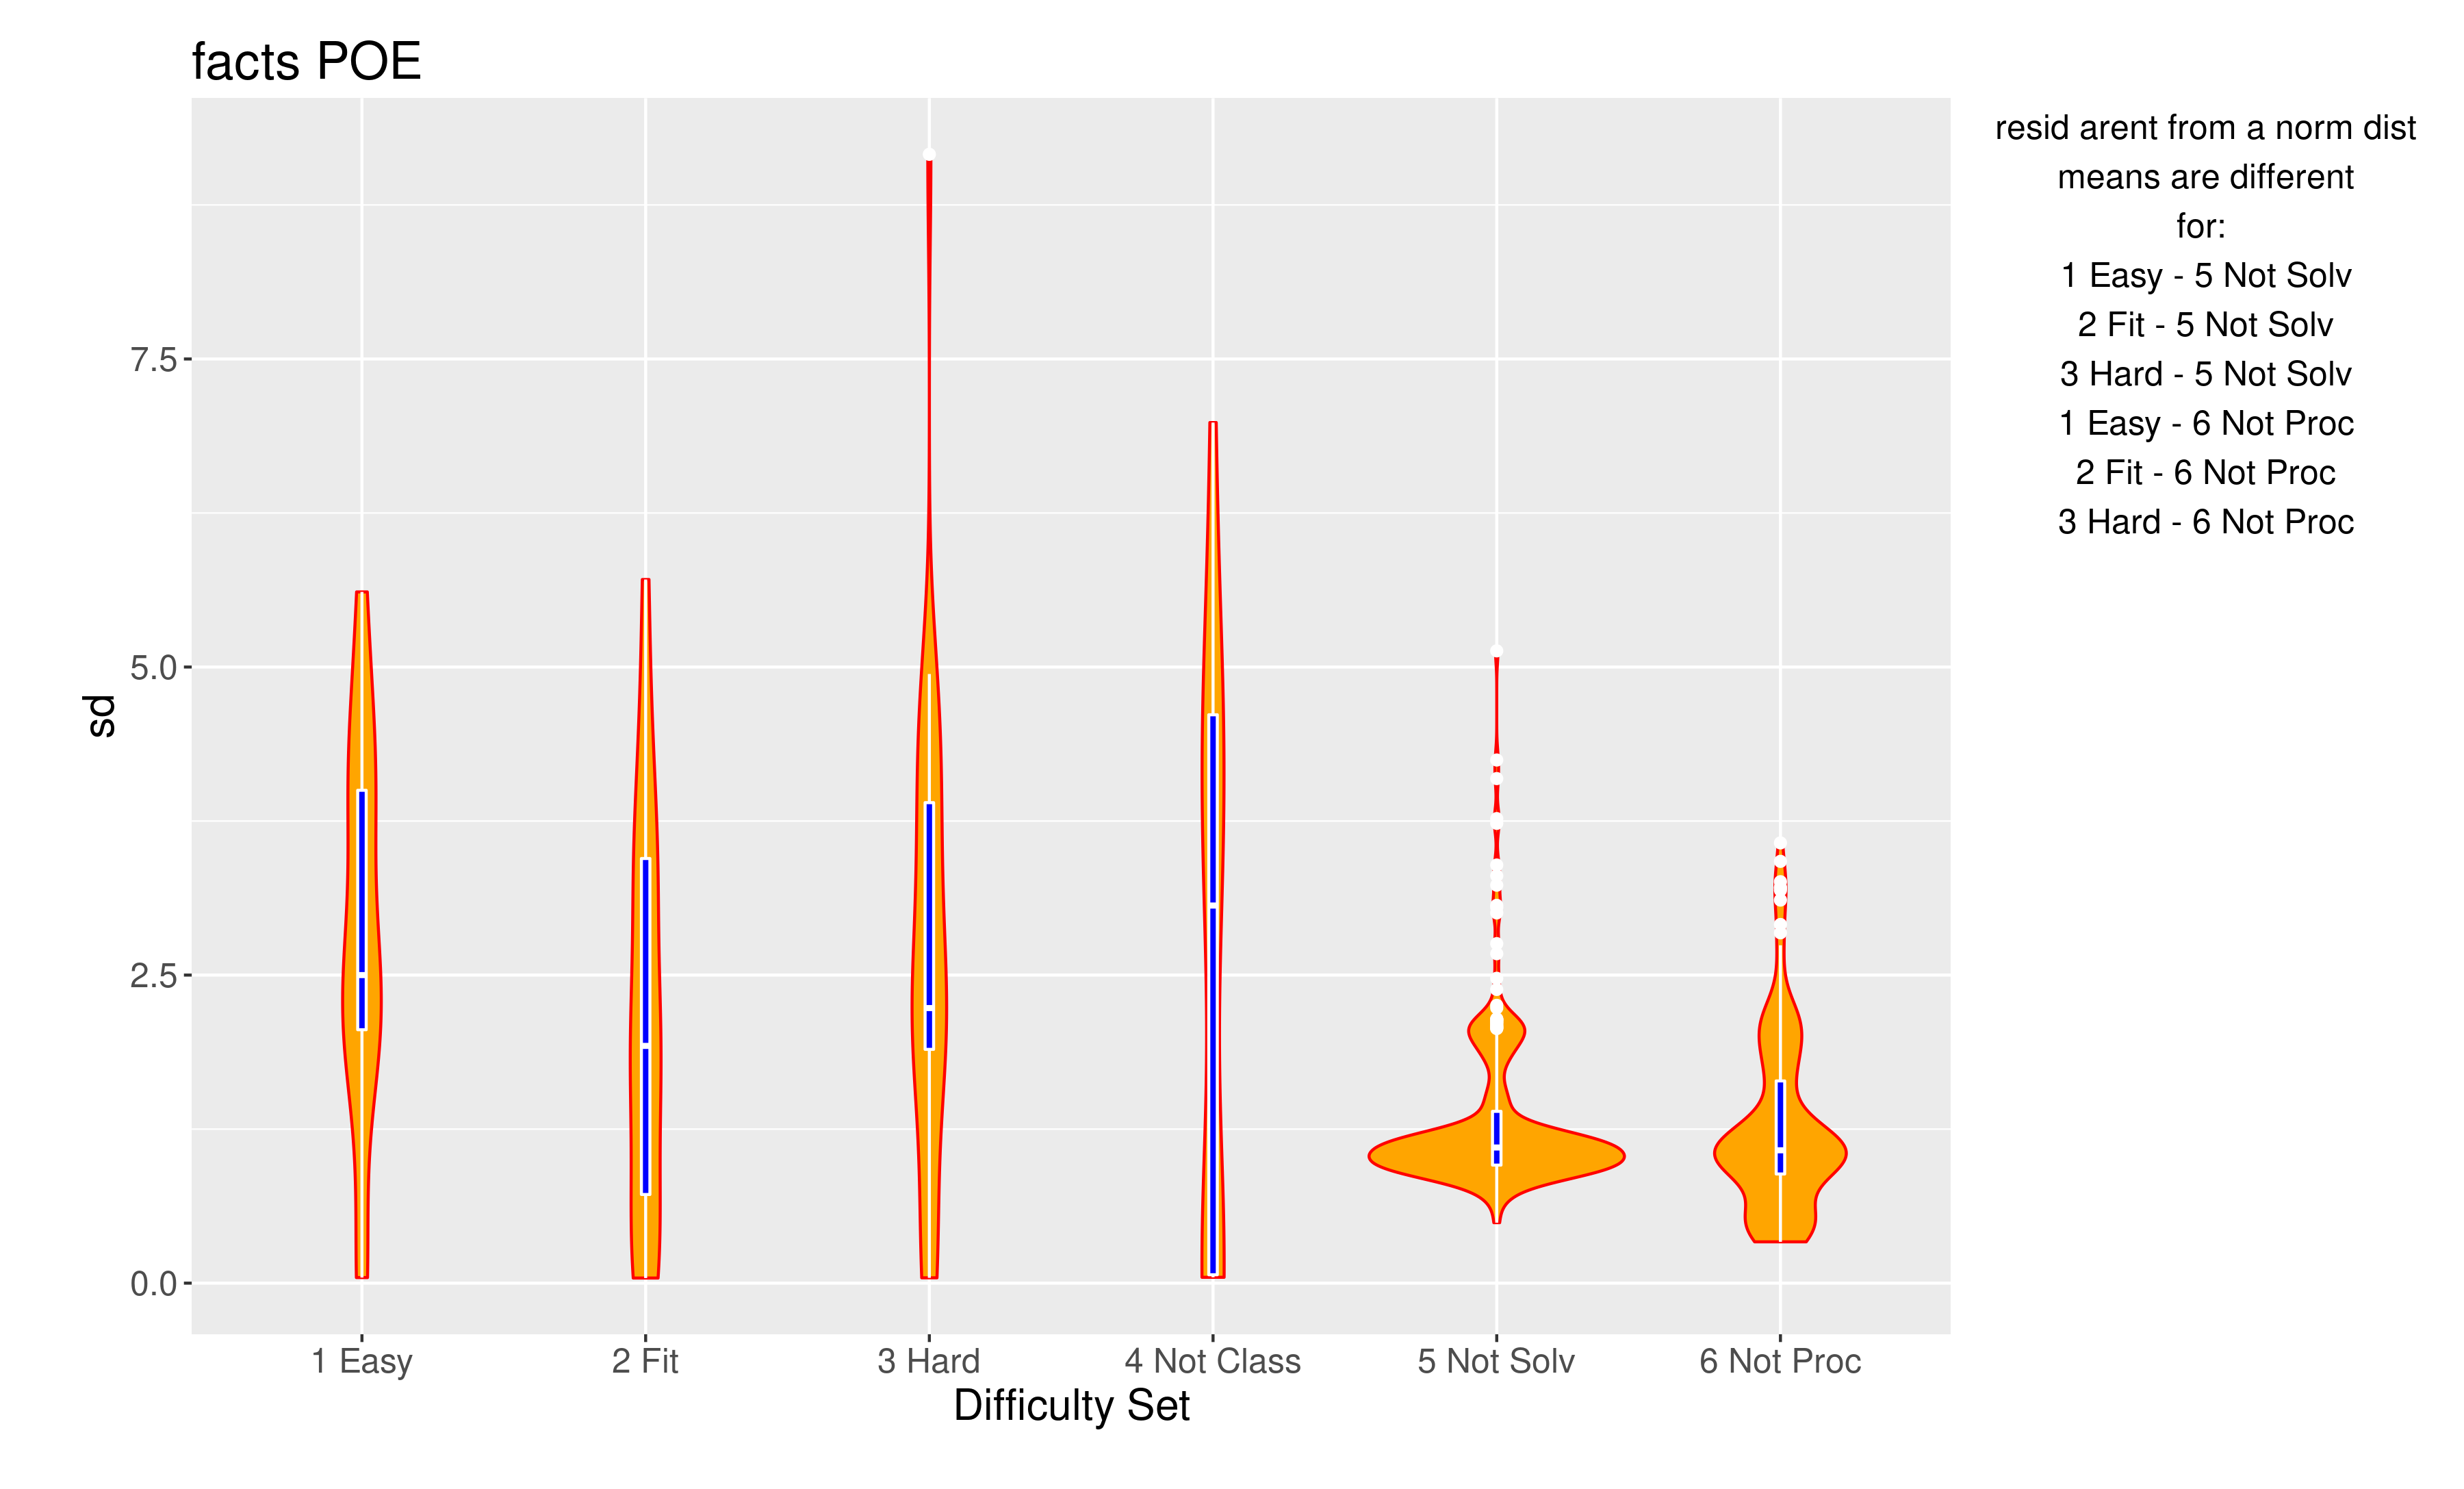 facts POE
resid arent from a norm dist
means are different
for:
1 Easy - 5 Not Solv
2 Fit - 5 Not Solv
3 Hard - 5 Not Solv
1 Easy - 6 Not Proc
2 Fit - 6 Not Proc
3 Hard - 6 Not Proc
7.5
5.0
2.5
0.0
sd
1 Easy 2 Fit 3 Hard 4 Not Class 5 Not Solv 6 Not Proc
Difficulty Set